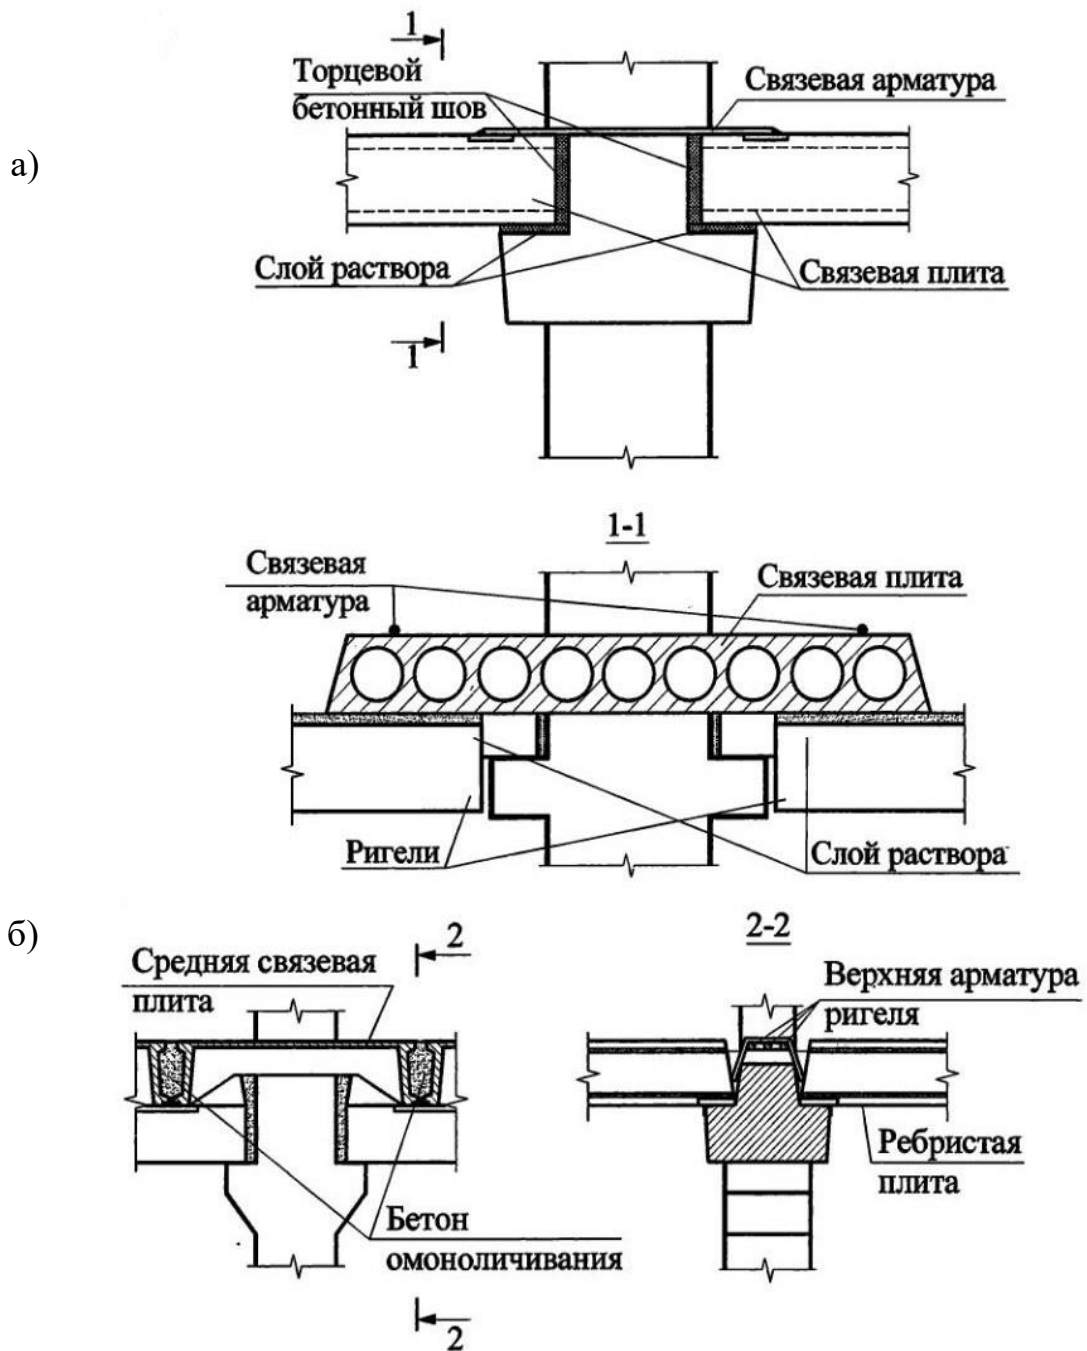 а)
1
Торцевой
бетонный шов
Связевая арматура
Слой раствора
Связевая плита
1
1-1
Связевая
арматура
Связевая плита
Ригели
Слой раствора
б)
2
2-2
Средняя связевая
плита
Верхняя арматура
ригеля
Ребристая
плита
Бетон
омоноличивания
2